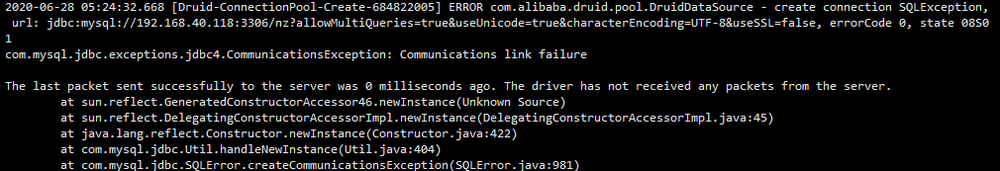 2020-06-28 05:24:32.668 [Druid-ConnectionPool-Create-684822005] ERROR com.alibaba.druid.pool.DruidDataSource - create connection SQLException,
url: jdbc:mysql://192.168.40.118:3306/nz?allowMultiQueries=true&useUnicode=true&characterEncoding=UTF-8&useSSL=false, errorCode 0, state 08S0
1
com.mysql.jdbc.exceptions.jdbc4.CommunicationsException: Communications link failure
The last packet sent successfully to the server was 0 milliseconds ago. The driver has not received any packets from the server.
at sun.reflect.GeneratedConstructorAccessor46.newInstance(Unknown Source)
at sun.reflect.DelegatingConstructorAccessorImpl.newInstance(DelegatingConstructorAccessorImpl.java:45)
at java.lang.reflect.Constructor.newInstance(Constructor.java:422)
at com.mysql.jdbc.Util.handleNewInstance(Util.java:404)
at com.mysql.jdbc.SQLError.createCommunicationsException(SQLError.java:981)